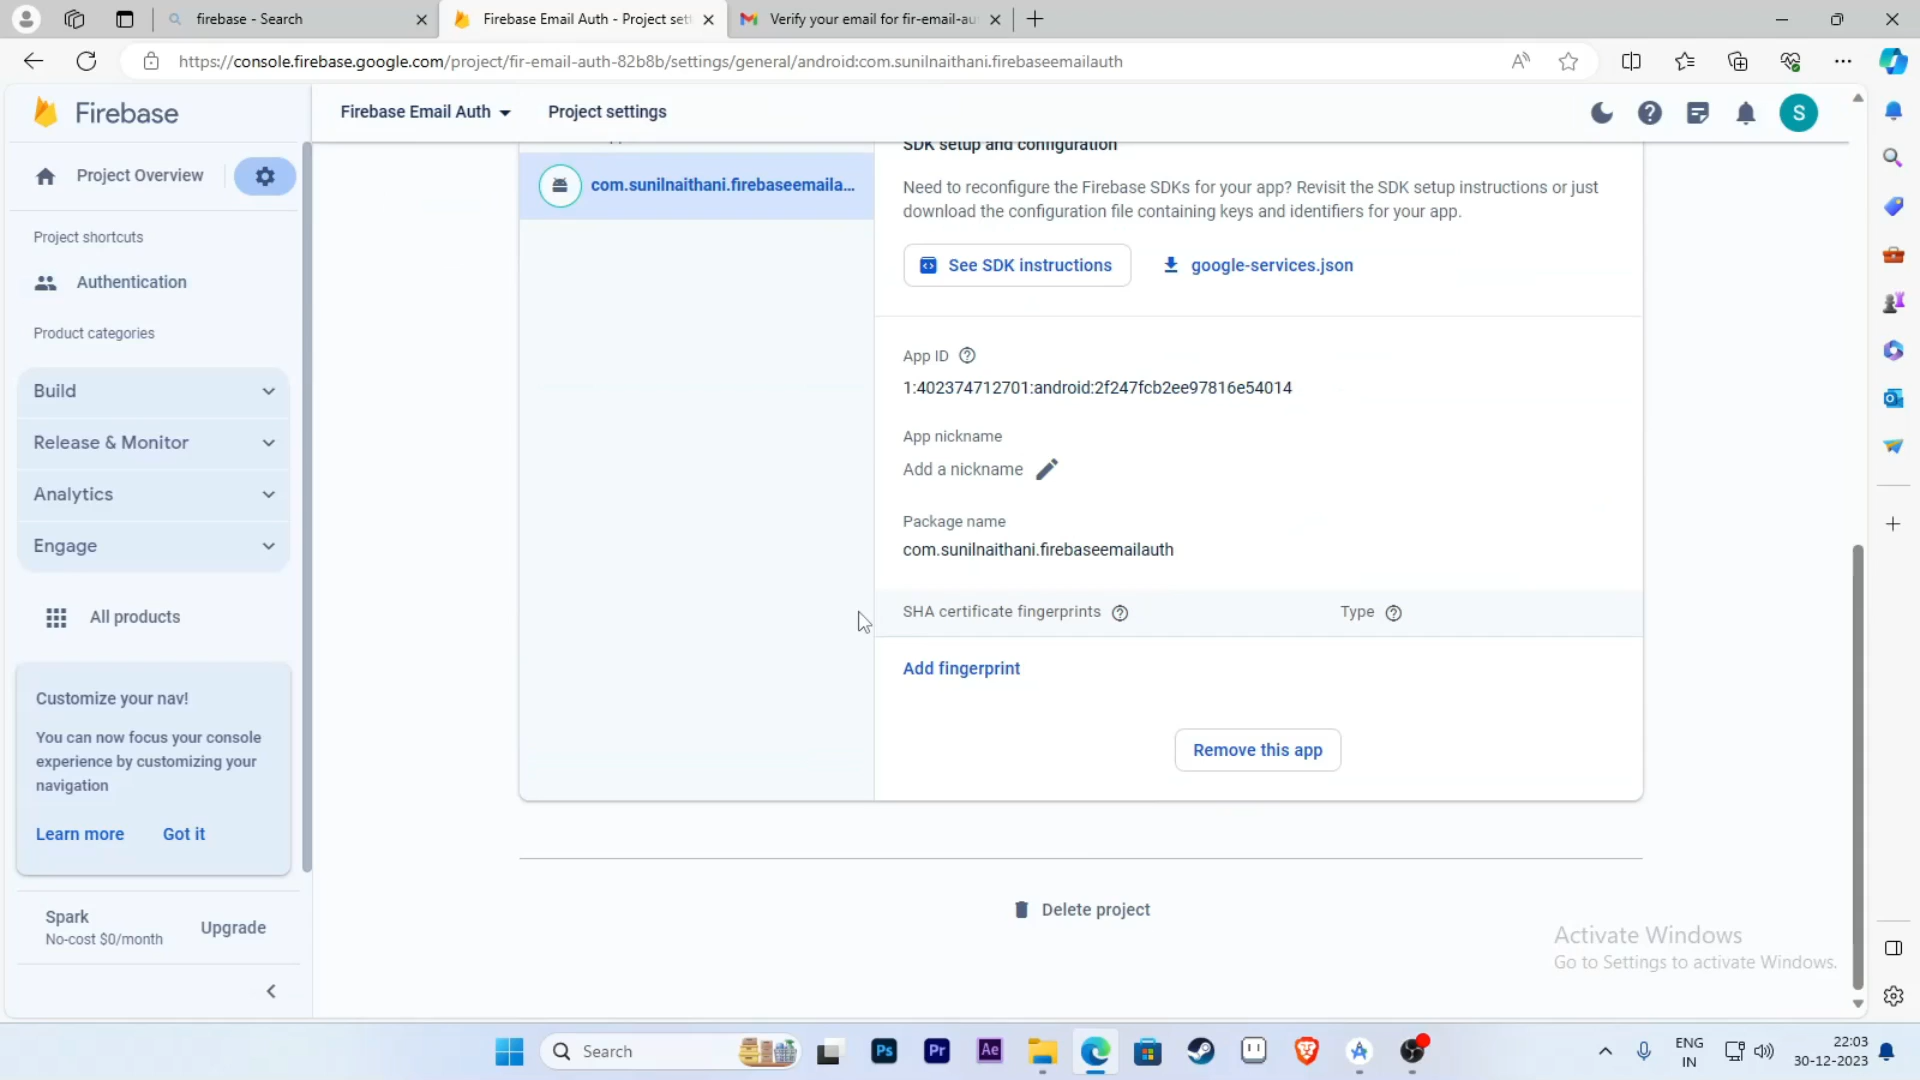 firebase - Search
Firebase Email Auth - Project sett
Verify your email for fir-email-au
https://console.firebase.google.com/project/fir-email-auth-82b8b/settings/general/android:com.sunilnaithani.firebaseemailauth
Firebase
Firebase Email Auth
Project settings
S
Project Overview
Project shortcuts
Authentication
Product categories
Build
Release & Monitor
Analytics
Engage
All products
Customize your nav!
You can now focus your console
experience by customizing your
navigation
Learn more
Got it
Spark
No-cost $0/month
Upgrade
com.sunilnaithani.firebaseemaila...
SDK setup and configuration
Need to reconfigure the Firebase SDKs for your app? Revisit the SDK setup instructions or just
download the configuration file containing keys and identifiers for your app.
See SDK instructions
google-services.json
App ID
1:402374712701:android:2f247fcb2ee97816e54014
App nickname
Add a nickname
Package name
com.sunilnaithani.firebaseemailauth
SHA certificate fingerprints
Type
Add fingerprint
Remove this app
Delete project
Activate Windows
Go to Settings to activate Windows.
Search
Ps
Pr
Ae
ENG
IN
22:03
30-12-2023